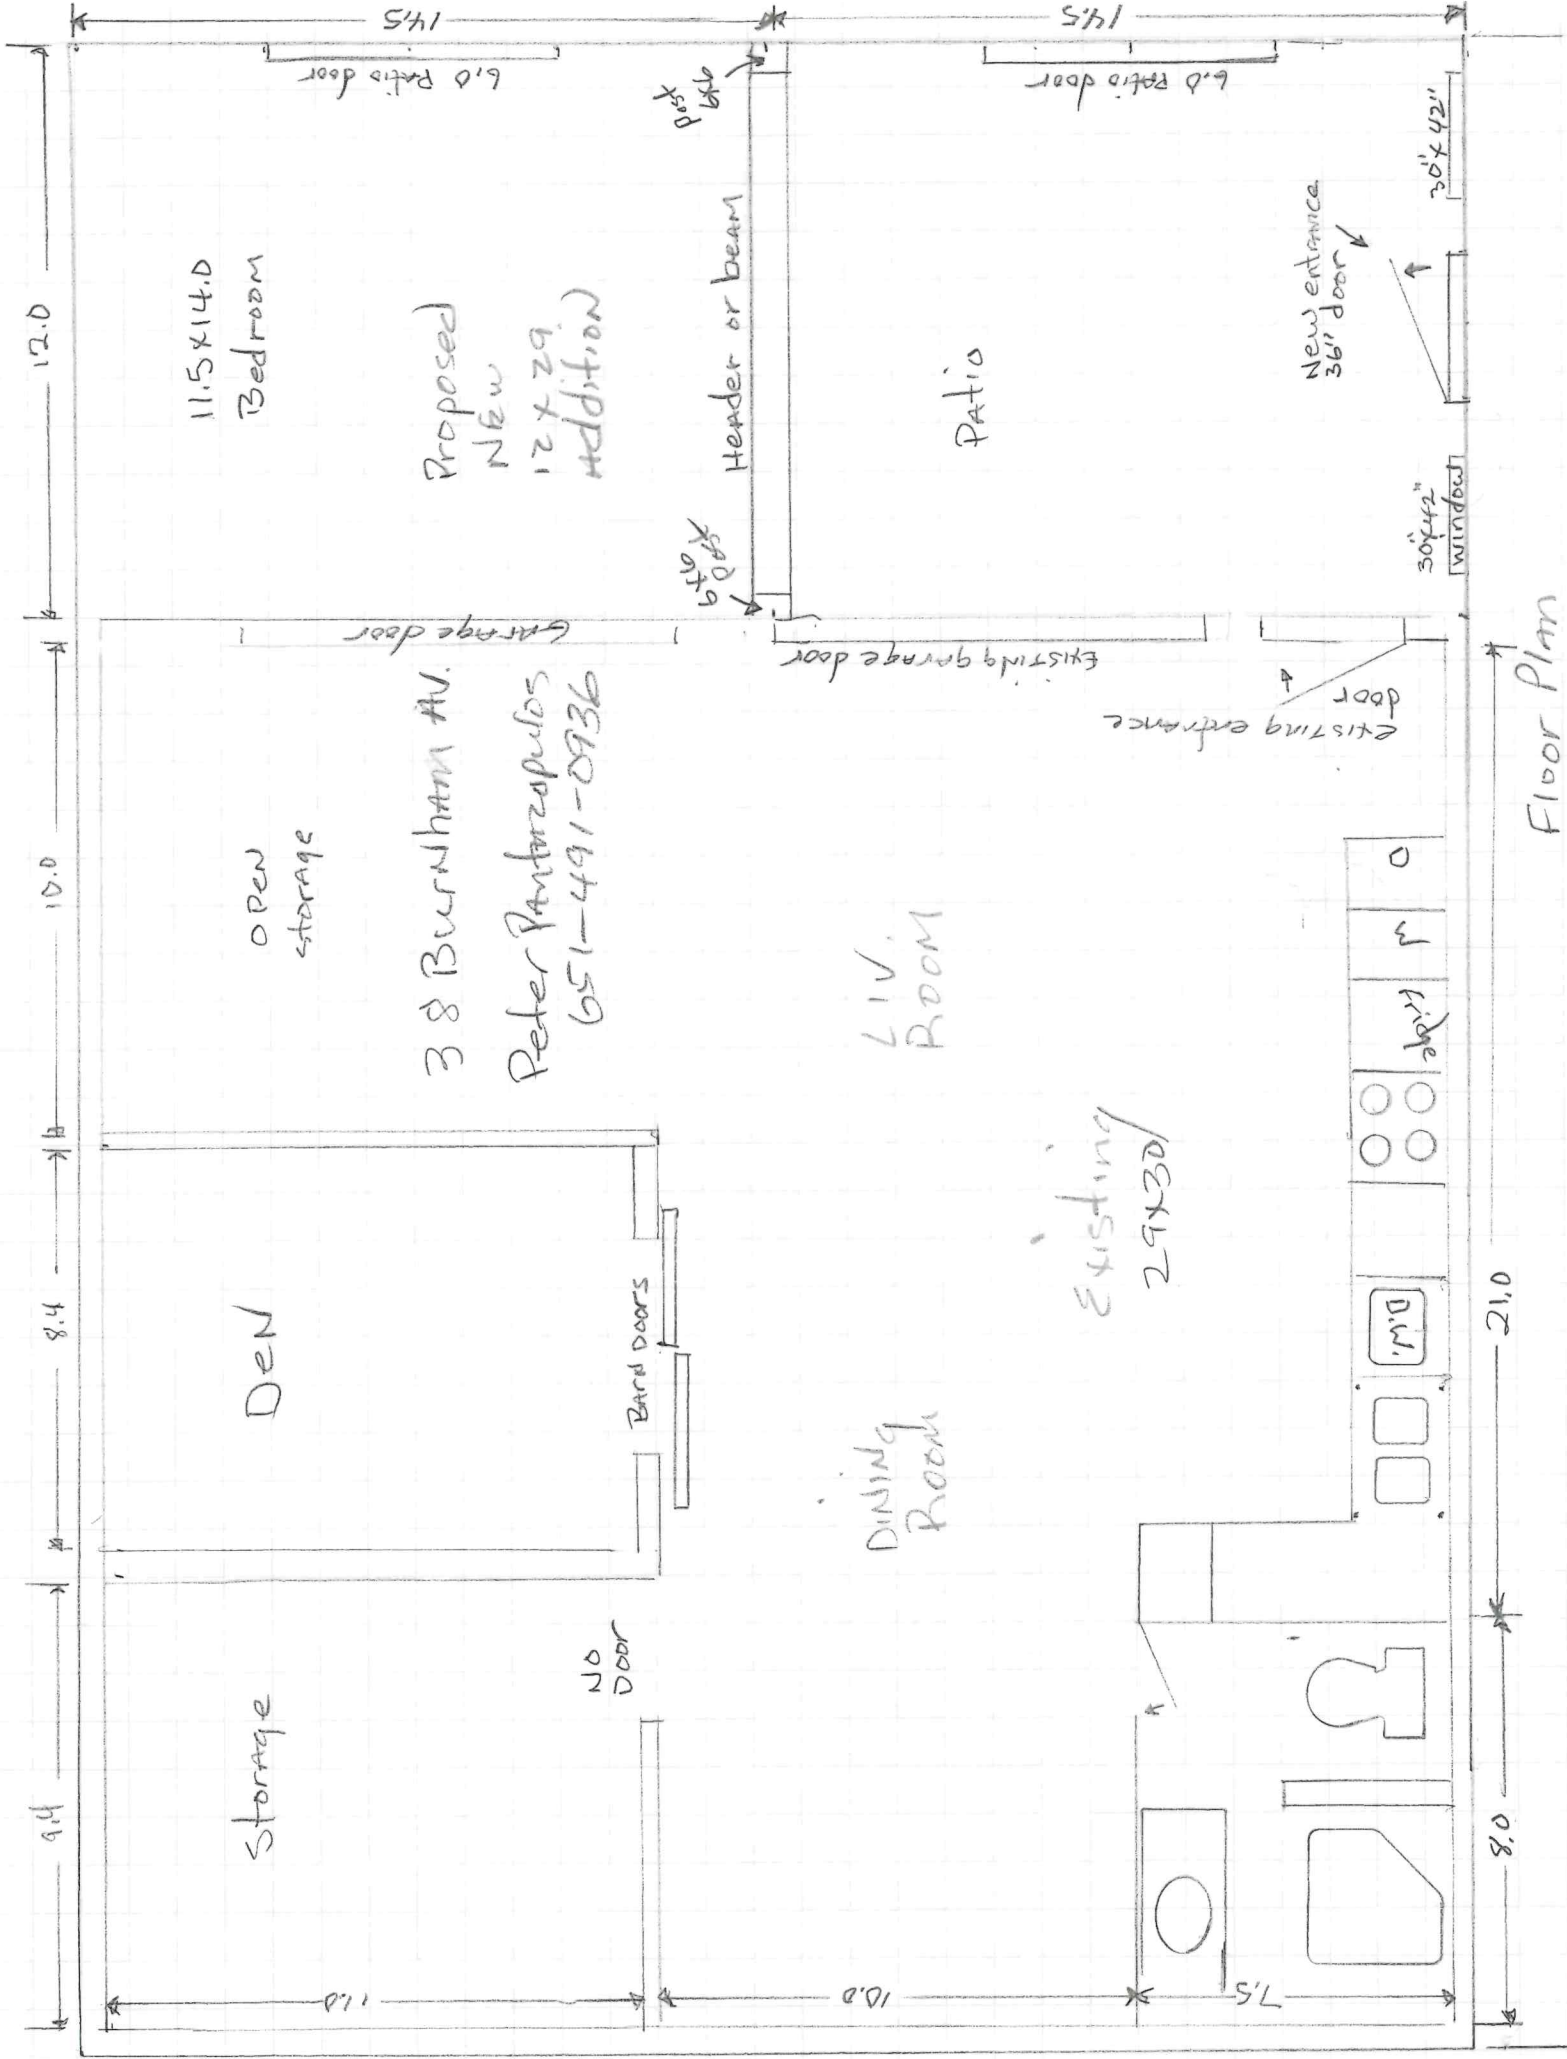 14.5
14.5
6.0 Patio door
6.0 Patio door
12.0
11.5x14.0
Bedroom
Proposed
New
12 x 29
Addition
6x6
post
6x6
post
Header or beam
Patio
New entrance
36" door
30"x42"
30"x42"
window
Garage door
Existing garage door
existing entrance
door
10.0
OPEN
storage
38 Burnham AV.
Peter Pantazopulos
651-491-0936
LIV.
ROOM
Existing
29x30
8.4
DEN
BARN DOORS
DINING
ROOM
O
M
Fridge
D.W.
21.0
9.4
Storage
NO
DOOR
11.0
10.0
7.5
8.0
Floor Plan